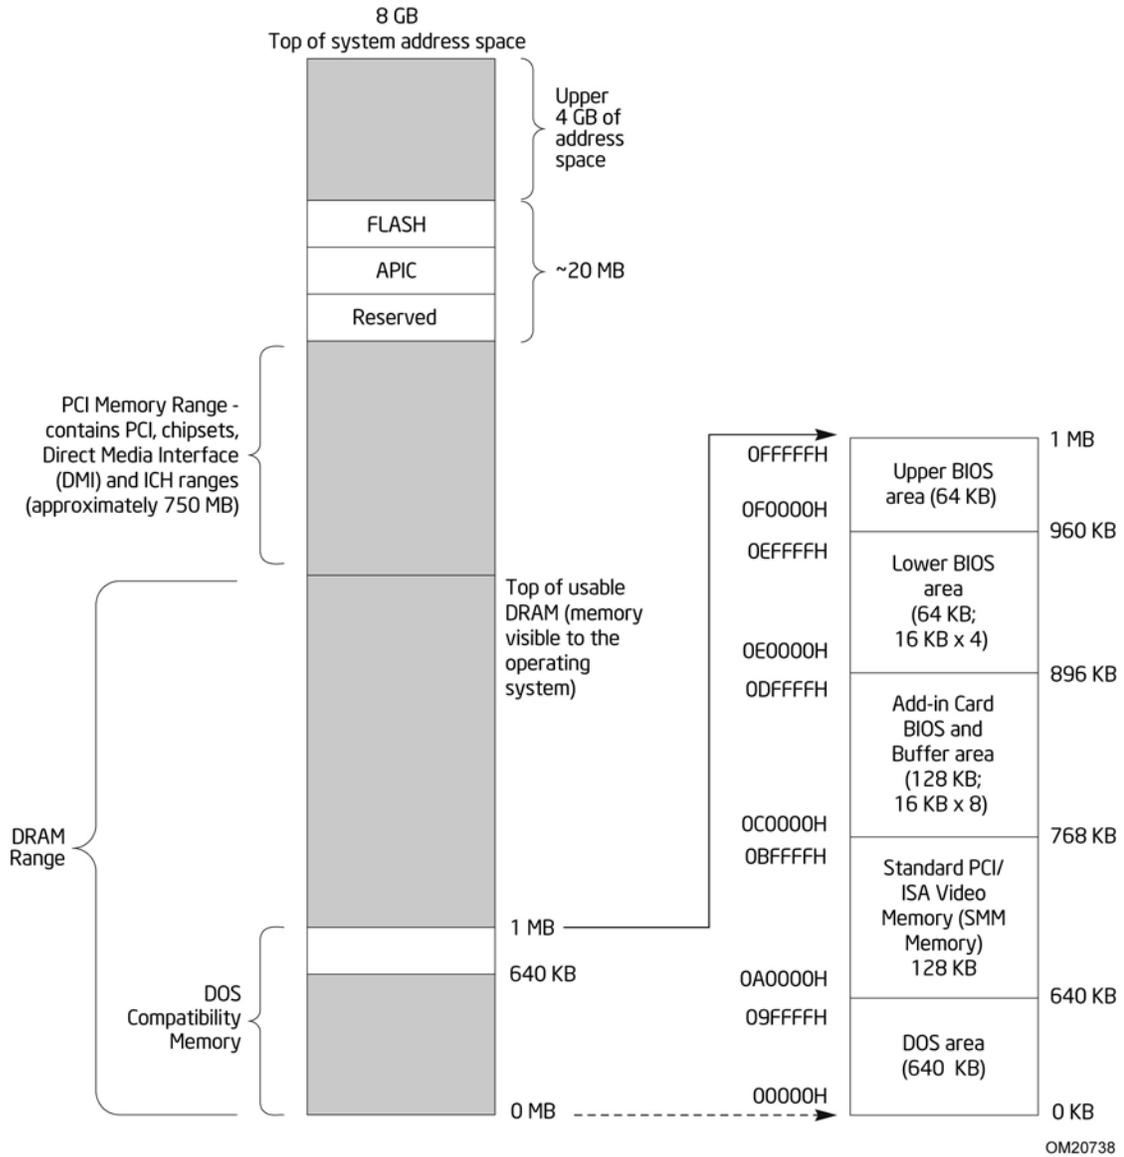 8 GB
Top of system address space
Upper
4 GB of
address
space
FLASH
APIC
~20 MB
Reserved
PCI Memory Range -
contains PCI, chipsets,
Direct Media Interface
(DMI) and ICH ranges
(approximately 750 MB)
Top of usable
DRAM (memory
visible to the
operating
system)
DRAM
Range
1 MB
640 KB
DOS
Compatibility
Memory
0 MB
0FFFFFH
0F0000H
0EFFFFH
0E0000H
0DFFFFH
0C0000H
0BFFFFH
0A0000H
09FFFFH
00000H
Upper BIOS
area (64 KB)
Lower BIOS
area
(64 KB;
16 KB x 4)
Add-in Card
BIOS and
Buffer area
(128 KB;
16 KB x 8)
Standard PCI/
ISA Video
Memory (SMM
Memory)
128 KB
DOS area
(640 KB)
1 MB
960 KB
896 KB
768 KB
640 KB
0 KB
OM20738